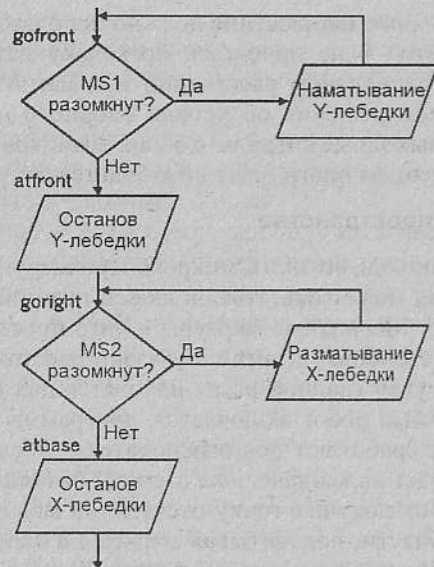 gofront
MS1
разомкнут?
Да
Наматывание
Y-лебедки
Нет
atfront
Останов
Y-лебедки
goright
MS2
разомкнут?
Да
Разматывание
X-лебедки
Нет
atbase
Останов
X-лебедки